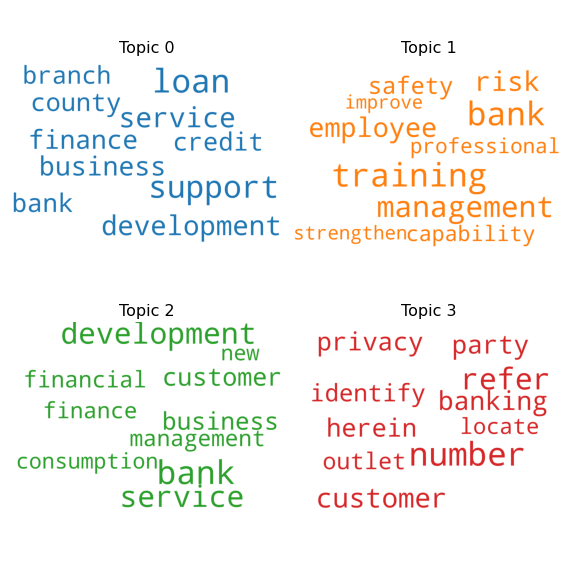 Topic 0
branch
loan
county
service
finance
credit
business
support
bank
development
Topic 1
safety
risk
improve
bank
employee
professional
training
management
strengthen
capability
Topic 2
development
new
financial
customer
finance
business
management
consumption
bank
service
Topic 3
privacy
party
refer
identify
banking
herein
locate
number
outlet
customer